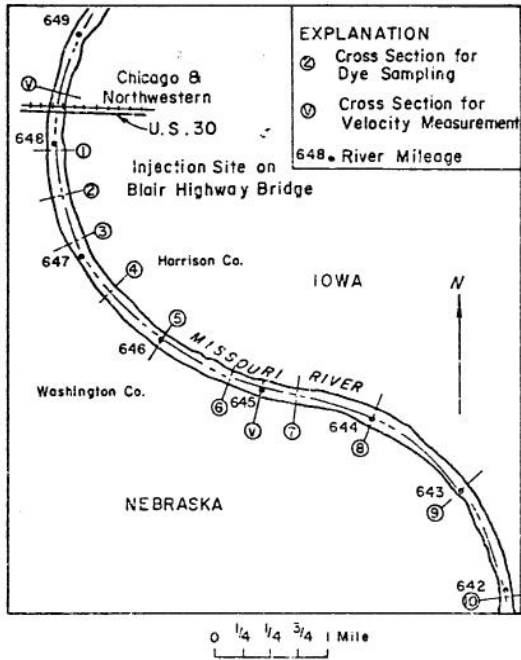 649
EXPLANATION
② Cross Section for
Dye Sampling
Ⓥ Cross Section for
Velocity Measurement
648 • River Mileage
Ⓥ
Chicago &
Northwestern
U.S. 30
648
①
Injection Site on
Blair Highway Bridge
②
③
647
④
Harrison Co.
IOWA
N
⑤
646
MISSOURI RIVER
Washington Co.
⑥
645
Ⓥ
⑦
644
⑧
643
⑨
NEBRASKA
642
⑩
0 1/4 1/4 3/4 1 Mile